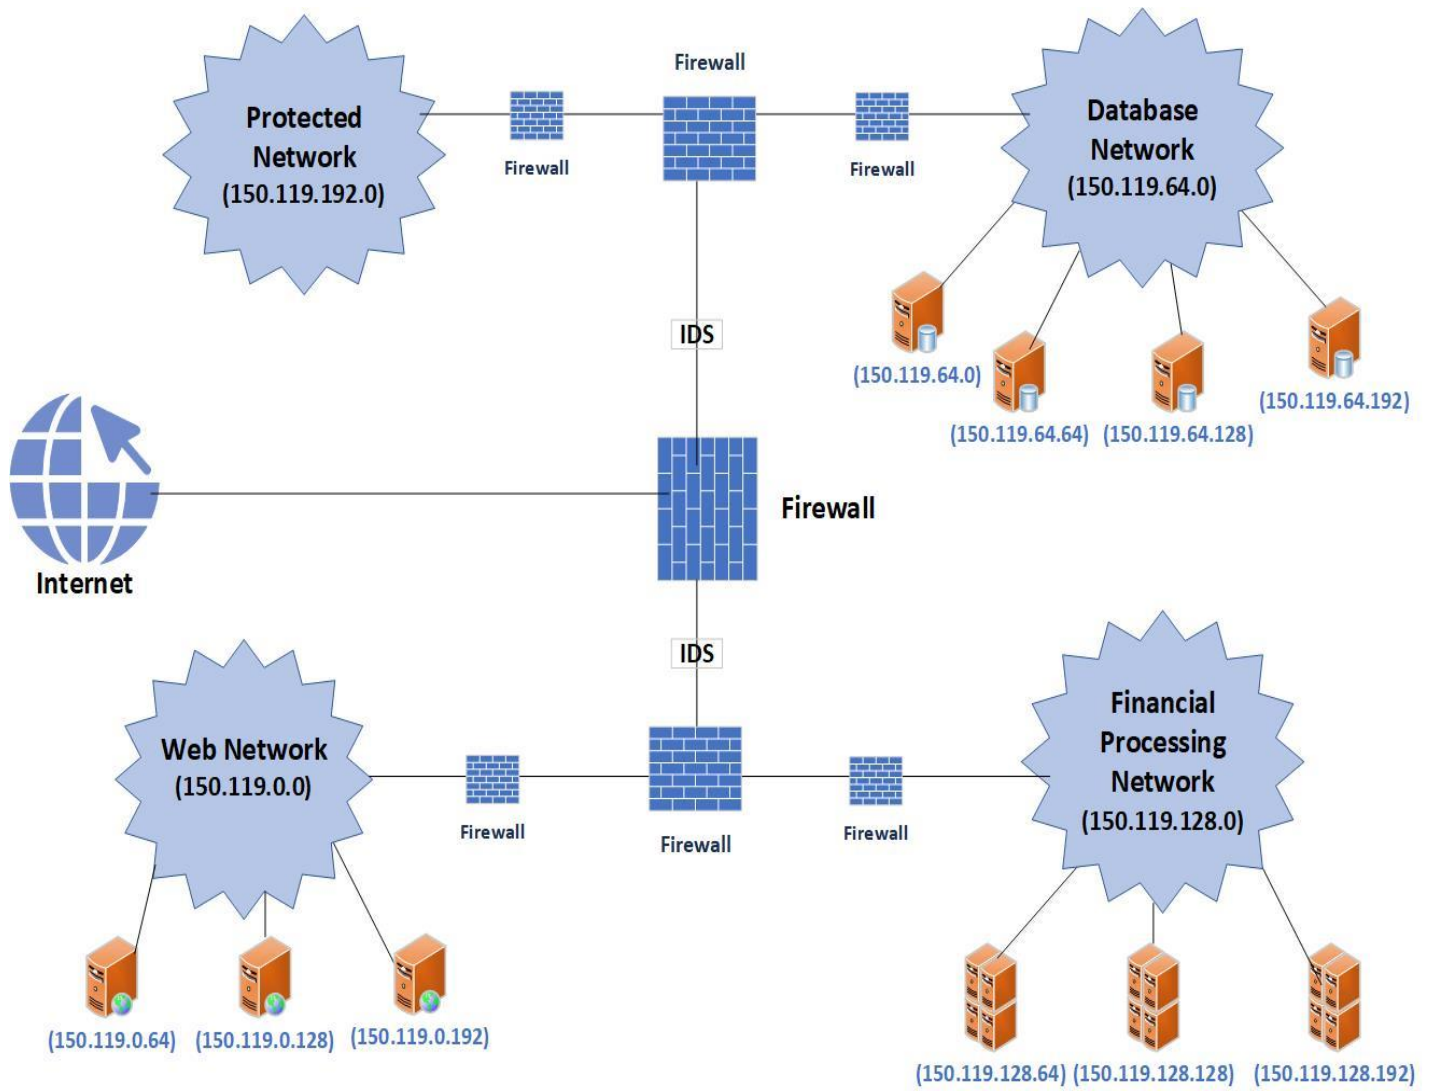 Firewall
Protected
Network
(150.119.192.0)
Firewall
Firewall
Database
Network
(150.119.64.0)
IDS
(150.119.64.0)
(150.119.64.64)
(150.119.64.128)
(150.119.64.192)
Internet
Firewall
IDS
Web Network
(150.119.0.0)
Firewall
Firewall
Firewall
Financial
Processing
Network
(150.119.128.0)
(150.119.0.64)
(150.119.0.128)
(150.119.0.192)
(150.119.128.64)
(150.119.128.128)
(150.119.128.192)